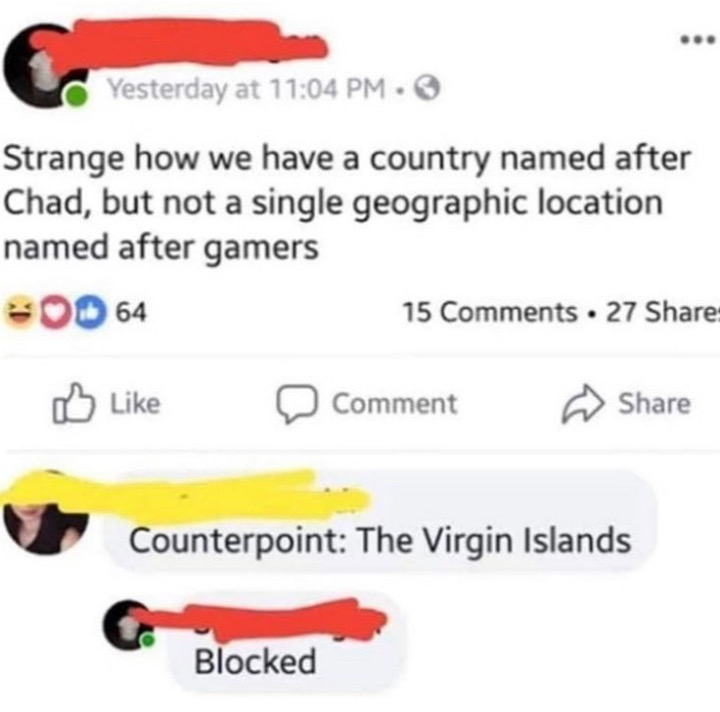 Yesterday at 11:04 PM •
Strange how we have a country named after
Chad, but not a single geographic location
named after gamers
64
15 Comments • 27 Share
Like
Comment
Share
Counterpoint: The Virgin Islands
Blocked